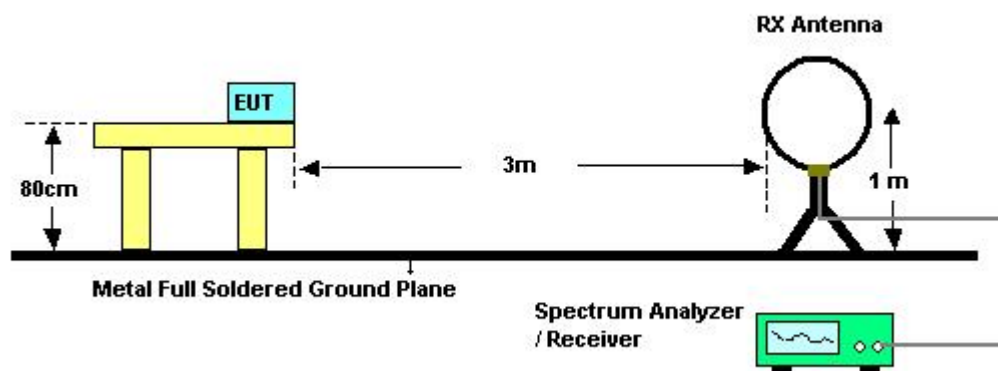 RX Antenna
EUT
3m
80cm
1 m
Metal Full Soldered Ground Plane
Spectrum Analyzer
/ Receiver